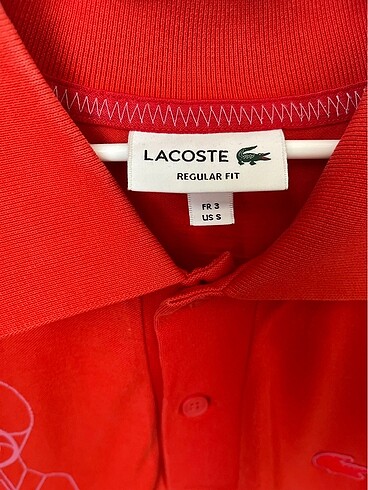 LACOSTE
REGULAR FIT
FR 3
US S